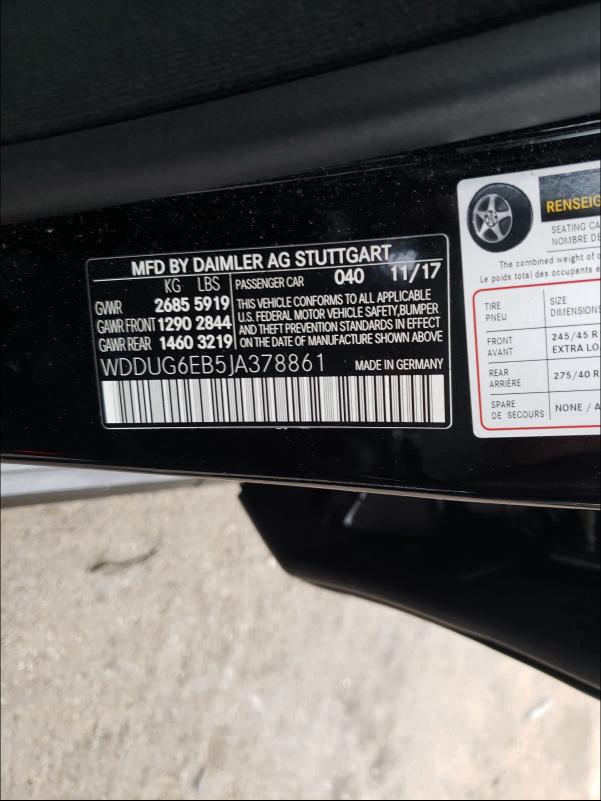 MFD BY DAIMLER AG STUTTGART
KG LBS
GVWR 2685 5919
GAWR FRONT 1290 2844
GAWR REAR 1460 3219
PASSENGER CAR 040 11/17
THIS VEHICLE CONFORMS TO ALL APPLICABLE
U.S. FEDERAL MOTOR VEHICLE SAFETY, BUMPER
AND THEFT PREVENTION STANDARDS IN EFFECT
ON THE DATE OF MANUFACTURE SHOWN ABOVE
WDDUG6EB5JA378861
RENSEIG
SEATING CA
NOMBRE DE
The combined weight of o
Le poids total des occupants e
TIRE SIZE
PNEU DIMENSIONS
FRONT 245/45 R
AVANT EXTRA LO
REAR 275/40 R
ARRIÈRE
SPARE NONE / A
DE SECOURS